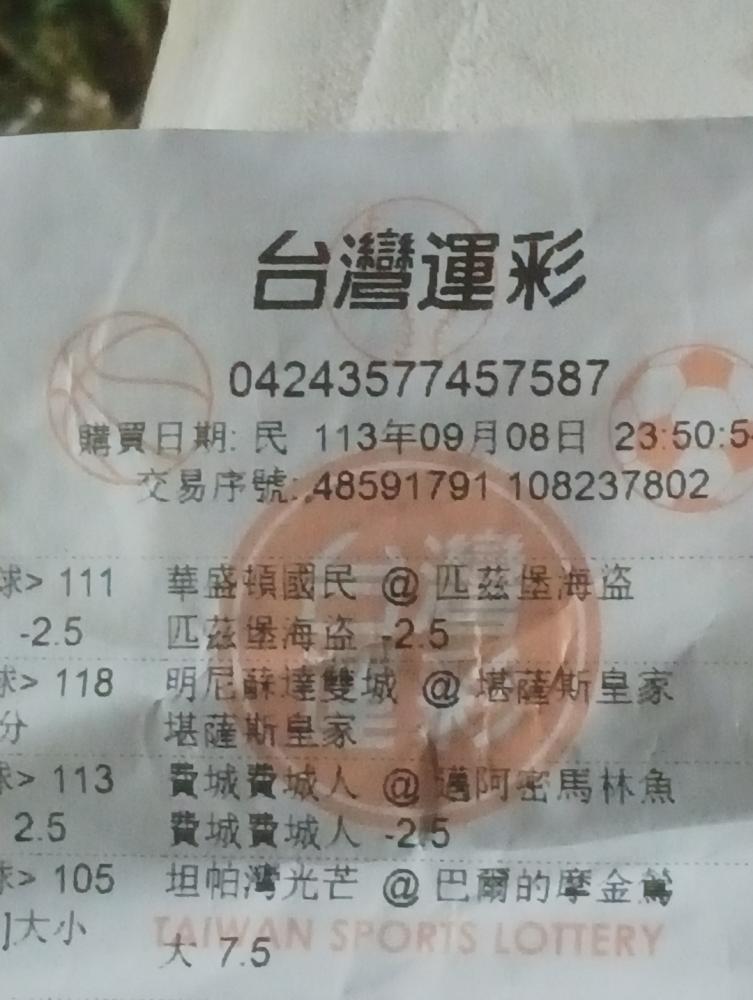 台灣運彩
04243577457587
購買日期: 民 113年09月08日 23:50:5
交易序號: 48591791 108237802
球> 111 華盛頓國民 @ 匹茲堡海盜
-2.5 匹茲堡海盜 -2.5
球> 118 明尼蘇達雙城 @ 堪薩斯皇家
分 堪薩斯皇家
球> 113 費城費城人 @ 邁阿密馬林魚
2.5 費城費城人 -2.5
球> 105 坦帕灣光芒 @ 巴爾的摩金鶯
大小
大 7.5
台灣運彩
TAIWAN SPORTS LOTTERY